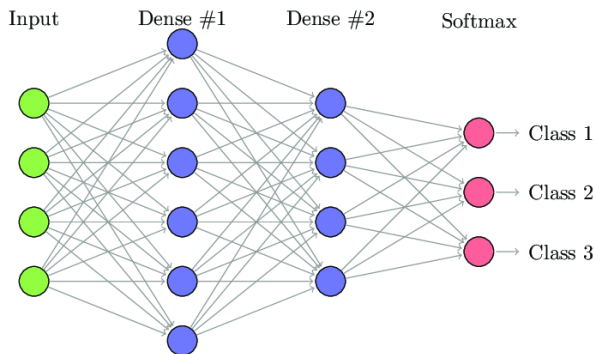 Input
Dense #1
Dense #2
Softmax
Class 1
Class 2
Class 3